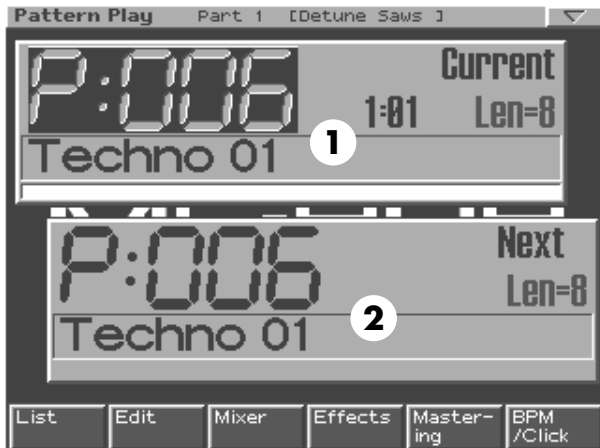 Pattern Play Part 1 [Detune Saws ]
P:006 Current
1:01 Len=8
1
Techno 01
P:006 Next
Len=8
2
Techno 01
List Edit Mixer Effects Master-ing BPM/Click